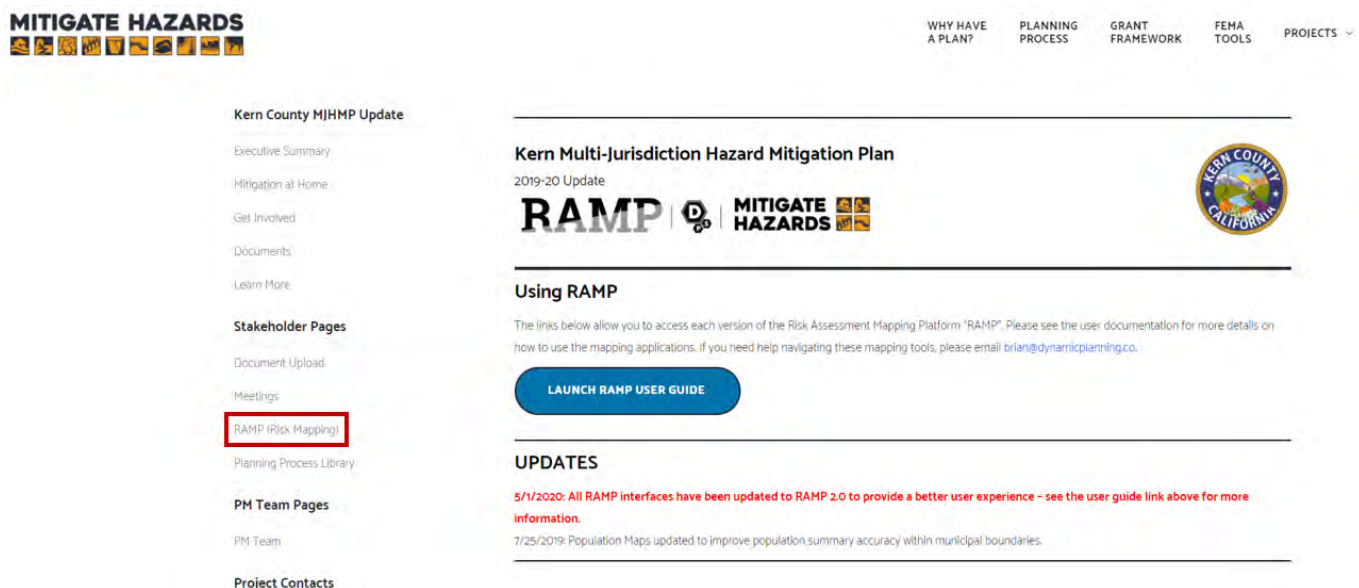 MITIGATE HAZARDS
WHY HAVE
A PLAN?
PLANNING
PROCESS
GRANT
FRAMEWORK
FEMA
TOOLS
PROJECTS
Kern County MJHMP Update
Executive Summary
Mitigation at Home
Get Involved
Documents
Learn More
Stakeholder Pages
Document Upload
Meetings
RAMP (Risk Mapping)
Planning Process Library
PM Team Pages
PM Team
Project Contacts
Kern Multi-Jurisdiction Hazard Mitigation Plan
2019-20 Update
RAMP
MITIGATE
HAZARDS
KERN COUNTY
CALIFORNIA
Using RAMP
The links below allow you to access each version of the Risk Assessment Mapping Platform "RAMP". Please see the user documentation for more details on
how to use the mapping applications. If you need help navigating these mapping tools, please email brian@dynamicplanning.co.
LAUNCH RAMP USER GUIDE
UPDATES
5/1/2020: All RAMP interfaces have been updated to RAMP 2.0 to provide a better user experience – see the user guide link above for more
information.
7/25/2019: Population Maps updated to improve population summary accuracy within municipal boundaries.